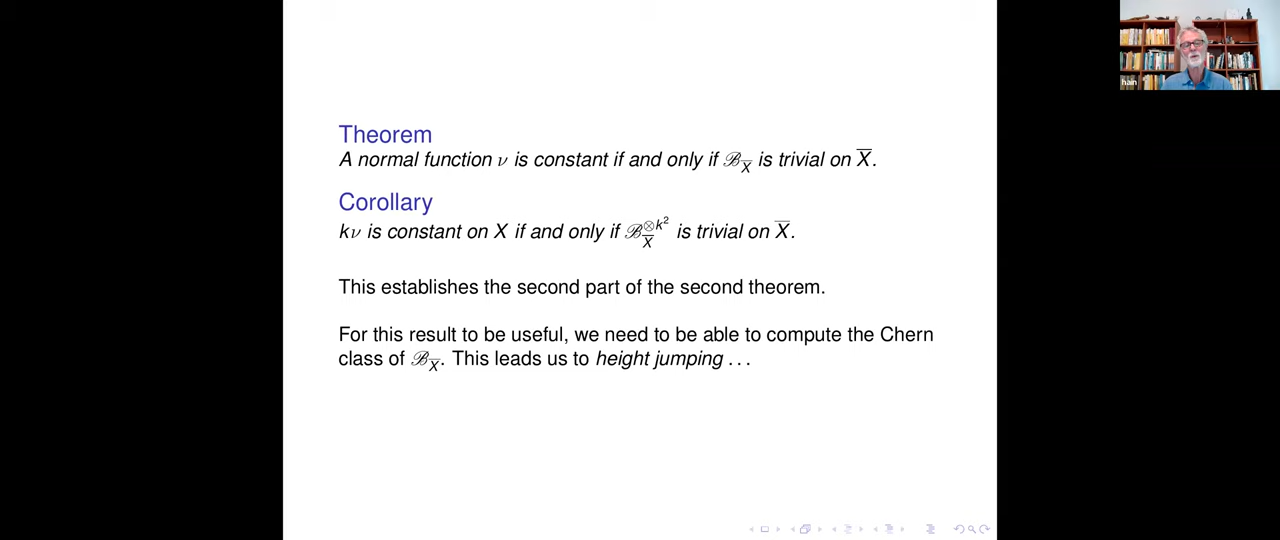 Theorem
A normal function ν is constant if and only if ℬ_X̅ is trivial on X̅.
Corollary
kν is constant on X if and only if ℬ_X̅^⊗k² is trivial on X̅.
This establishes the second part of the second theorem.
For this result to be useful, we need to be able to compute the Chern
class of ℬ_X̅. This leads us to height jumping ...
hain